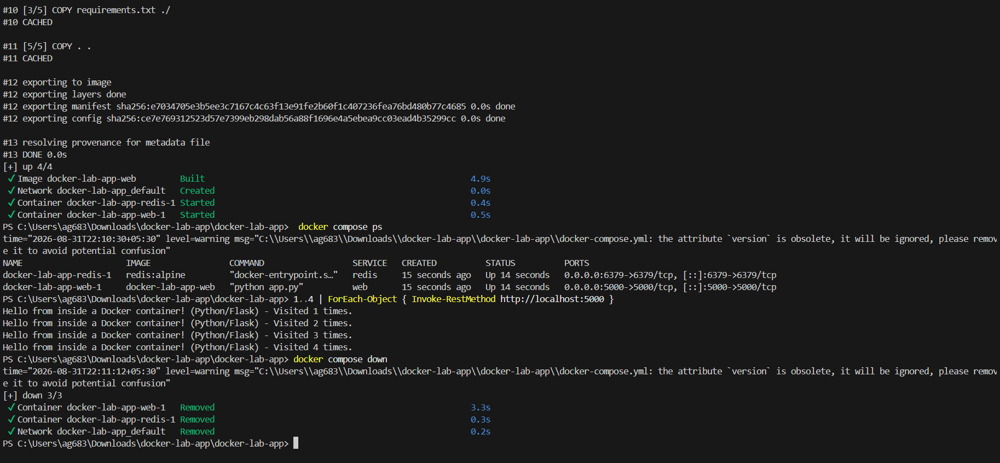 #10 [3/5] COPY requirements.txt ./
#10 CACHED
#11 [5/5] COPY . .
#11 CACHED
#12 exporting to image
#12 exporting layers done
#12 exporting manifest sha256:e7034705e3b5ee3c7167c4c63f13e91fe2b60f1c407236fea76bd480b77c4685 0.0s done
#12 exporting config sha256:ce7e769312523d57e7399eb298dab56a88f1696e4a5ebea9cc03ead4b35299cc 0.0s done
#13 resolving provenance for metadata file
#13 DONE 0.0s
[+] up 4/4
✓ Image docker-lab-app-web Built 4.9s
✓ Network docker-lab-app_default Created 0.0s
✓ Container docker-lab-app-redis-1 Started 0.4s
✓ Container docker-lab-app-web-1 Started 0.5s
PS C:\Users\ag683\Downloads\docker-lab-app\docker-lab-app> docker compose ps
time="2026-08-31T22:10:30+05:30" level=warning msg="C:\\Users\\ag683\\Downloads\\docker-lab-app\\docker-lab-app\\docker-compose.yml: the attribute `version` is obsolete, it will be ignored, please remov
e it to avoid potential confusion"
NAME IMAGE COMMAND SERVICE CREATED STATUS PORTS
docker-lab-app-redis-1 redis:alpine "docker-entrypoint.s…" redis 15 seconds ago Up 14 seconds 0.0.0.0:6379->6379/tcp, [::]:6379->6379/tcp
docker-lab-app-web-1 docker-lab-app-web "python app.py" web 15 seconds ago Up 14 seconds 0.0.0.0:5000->5000/tcp, [::]:5000->5000/tcp
PS C:\Users\ag683\Downloads\docker-lab-app\docker-lab-app> 1..4 | ForEach-Object { Invoke-RestMethod http://localhost:5000 }
Hello from inside a Docker container! (Python/Flask) - Visited 1 times.
Hello from inside a Docker container! (Python/Flask) - Visited 2 times.
Hello from inside a Docker container! (Python/Flask) - Visited 3 times.
Hello from inside a Docker container! (Python/Flask) - Visited 4 times.
PS C:\Users\ag683\Downloads\docker-lab-app\docker-lab-app> docker compose down
time="2026-08-31T22:11:12+05:30" level=warning msg="C:\\Users\\ag683\\Downloads\\docker-lab-app\\docker-lab-app\\docker-compose.yml: the attribute `version` is obsolete, it will be ignored, please remov
e it to avoid potential confusion"
[+] down 3/3
✓ Container docker-lab-app-web-1 Removed 3.3s
✓ Container docker-lab-app-redis-1 Removed 0.3s
✓ Network docker-lab-app_default Removed 0.2s
PS C:\Users\ag683\Downloads\docker-lab-app\docker-lab-app>